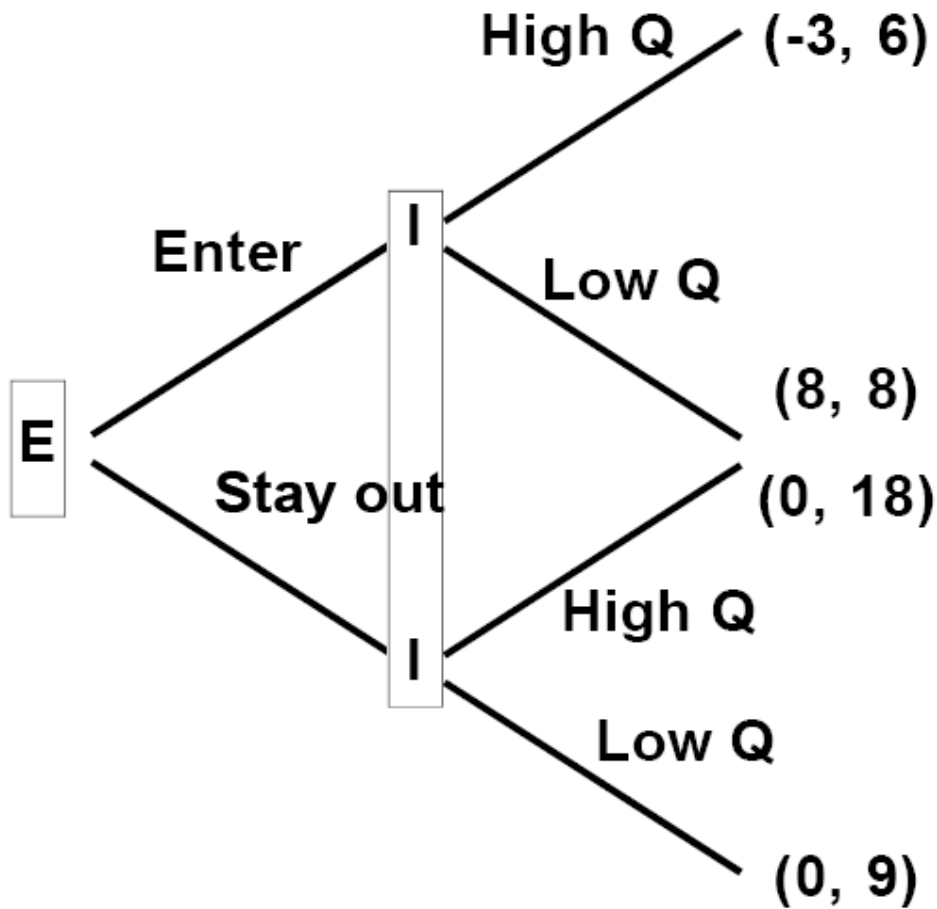 High Q
(-3, 6)
I
Enter
Low Q
(8, 8)
E
Stay out
(0, 18)
High Q
I
Low Q
(0, 9)